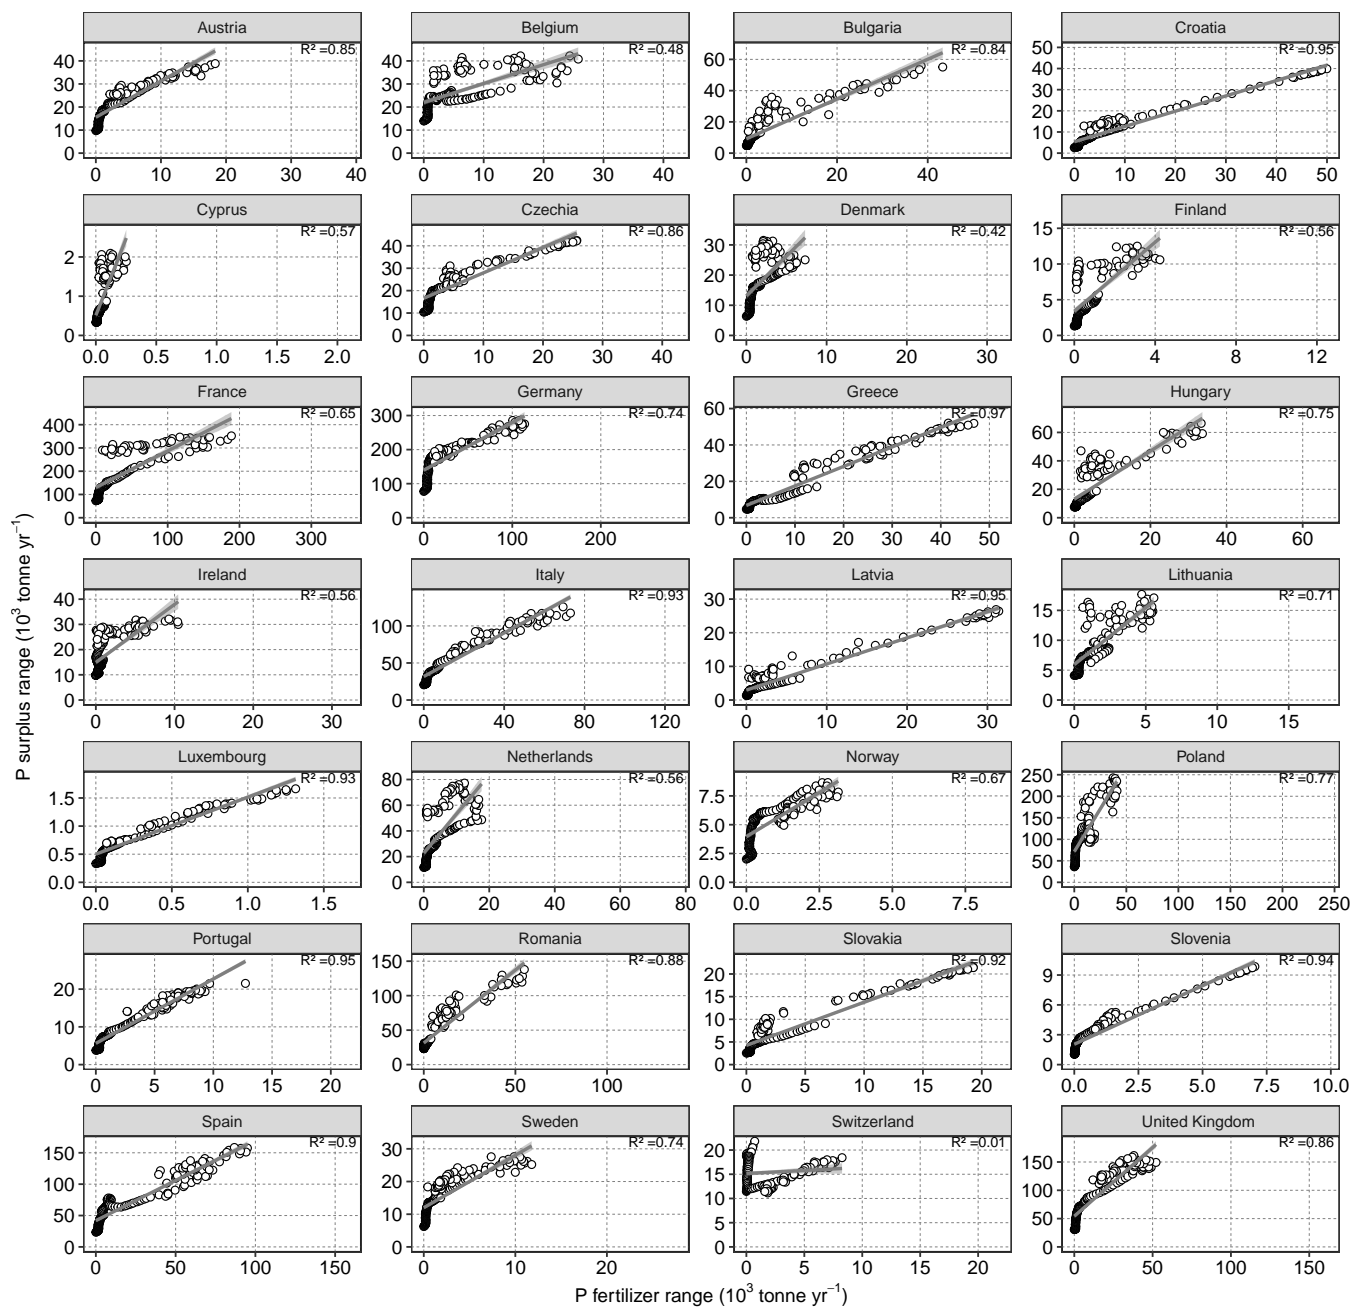 Austria
Belgium
Bulgaria
Croatia
R² =0.85
R² =0.48
R² =0.84
R² =0.95
0 10 20 30 40
0 10 20 30 40
0 10 20 30 40
0 10 20 30 40
0 20 40 60
0 20 40
0 10 20 30 40 50
0 10 20 30 40 50
Cyprus
Czechia
Denmark
Finland
R² =0.57
R² =0.86
R² =0.42
R² =0.56
0 1 2
0.0 0.5 1.0 1.5 2.0
0 10 20 30 40
0 10 20 30 40
0 10 20 30
0 10 20 30
0 5 10 15
0 4 8 12
France
Germany
Greece
Hungary
R² =0.65
R² =0.74
R² =0.97
R² =0.75
0 100 200 300 400
0 100 200 300
0 100 200 300
0 100 200
0 20 40 60
0 10 20 30 40 50
0 20 40 60
0 20 40 60
Ireland
Italy
Latvia
Lithuania
R² =0.56
R² =0.93
R² =0.95
R² =0.71
0 10 20 30 40
0 10 20 30
0 50 100
0 40 80 120
0 10 20 30
0 10 20 30
0 5 10 15
0 5 10 15
Luxembourg
Netherlands
Norway
Poland
R² =0.93
R² =0.56
R² =0.67
R² =0.77
0.0 0.5 1.0 1.5
0.0 0.5 1.0 1.5
0 20 40 60 80
0 20 40 60 80
0.0 2.5 5.0 7.5
0.0 2.5 5.0 7.5
0 50 100 150 200 250
0 50 100 150 200 250
Portugal
Romania
Slovakia
Slovenia
R² =0.95
R² =0.88
R² =0.92
R² =0.94
0 10 20
0 5 10 15 20
0 50 100 150
0 50 100
0 5 10 15 20
0 5 10 15 20
0 3 6 9
0.0 2.5 5.0 7.5 10.0
Spain
Sweden
Switzerland
United Kingdom
R² =0.9
R² =0.74
R² =0.01
R² =0.86
0 50 100 150
0 50 100 150
0 10 20 30
0 10 20
0 5 10 15 20
0 5 10 15 20
0 50 100 150
0 50 100 150
P surplus range (10³ tonne yr⁻¹)
P fertilizer range (10³ tonne yr⁻¹)